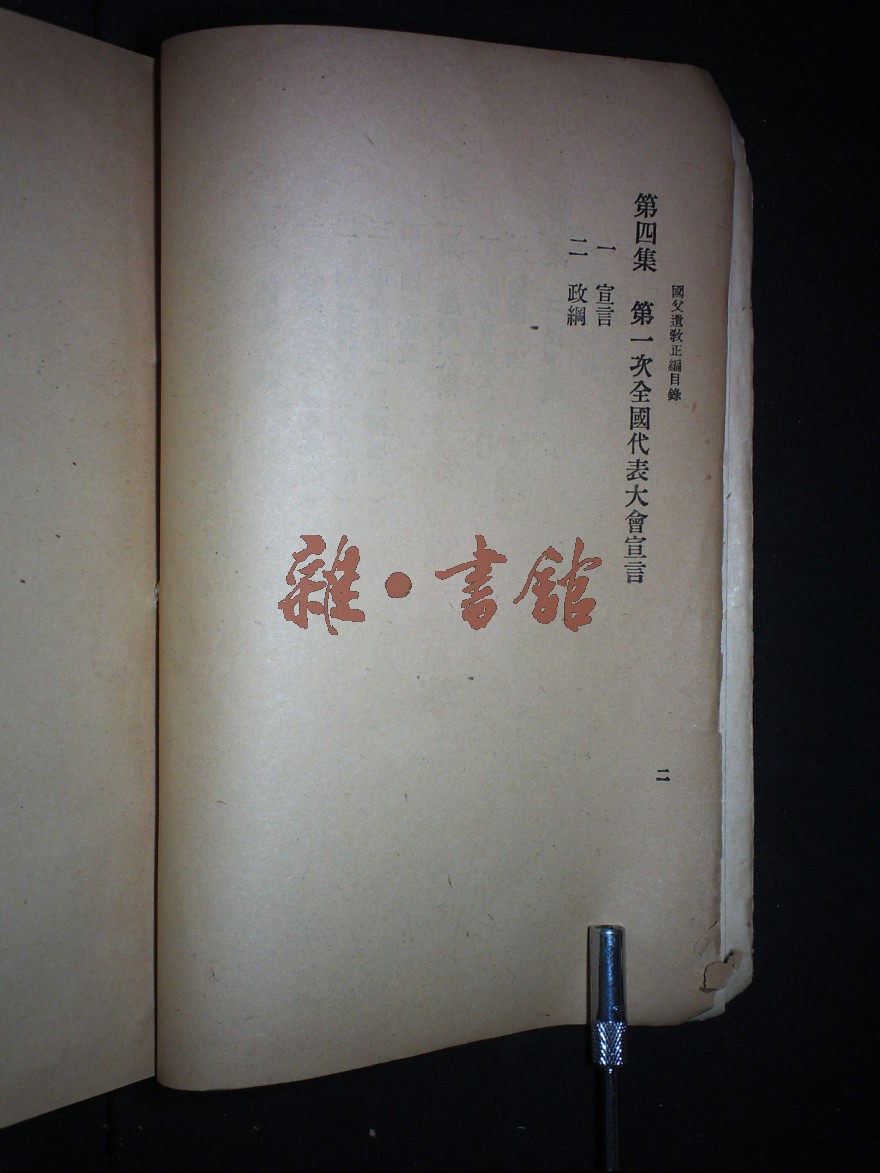 國父遺教正編目錄
二
第四集　第一次全國代表大會宣言
一　宣言
二　政綱
雜·書館